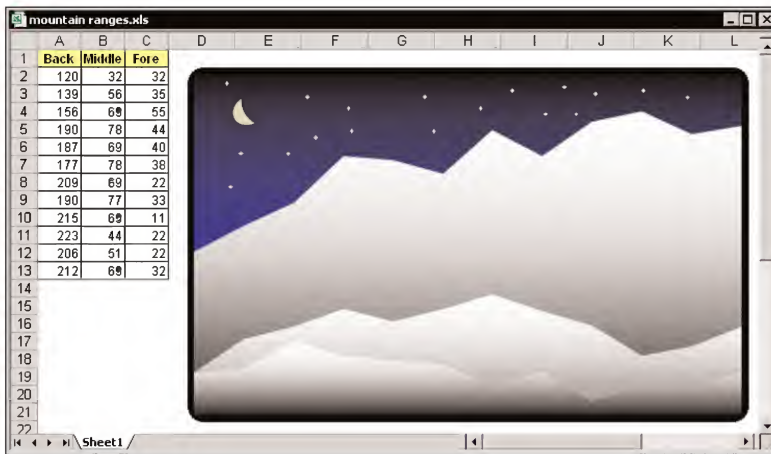 mountain ranges.xls
A B C D E F G H I J K L
1 Back Middle Fore
2 120 32 32
3 139 56 35
4 156 69 55
5 190 78 44
6 187 69 40
7 177 78 38
8 209 69 22
9 190 77 33
10 215 69 11
11 223 44 22
12 206 51 22
13 212 69 32
14
15
16
17
18
19
20
21
22
Sheet1